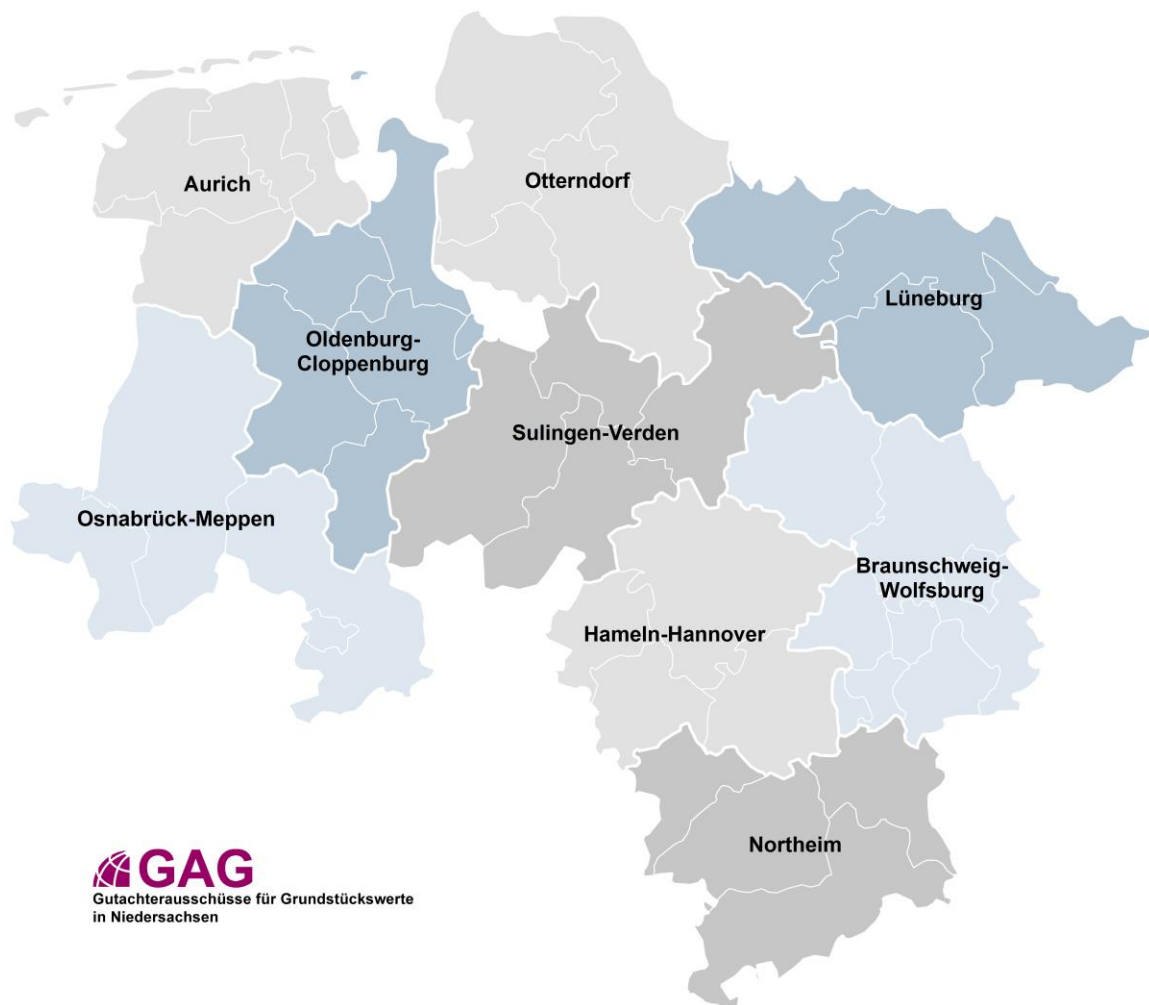 Aurich
Otterndorf
Lüneburg
Oldenburg-
Cloppenburg
Sulingen-Verden
Osnabrück-Meppen
Braunschweig-
Wolfsburg
Hameln-Hannover
Northeim
GAG
Gutachterausschüsse für Grundstückswerte
in Niedersachsen